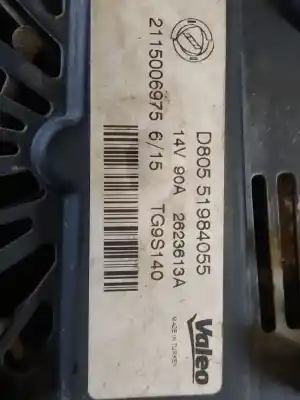 D805 51984055
14V 90A 2623613A
TG9S140
2115006975 6/15
Valeo
MADE IN TURKEY